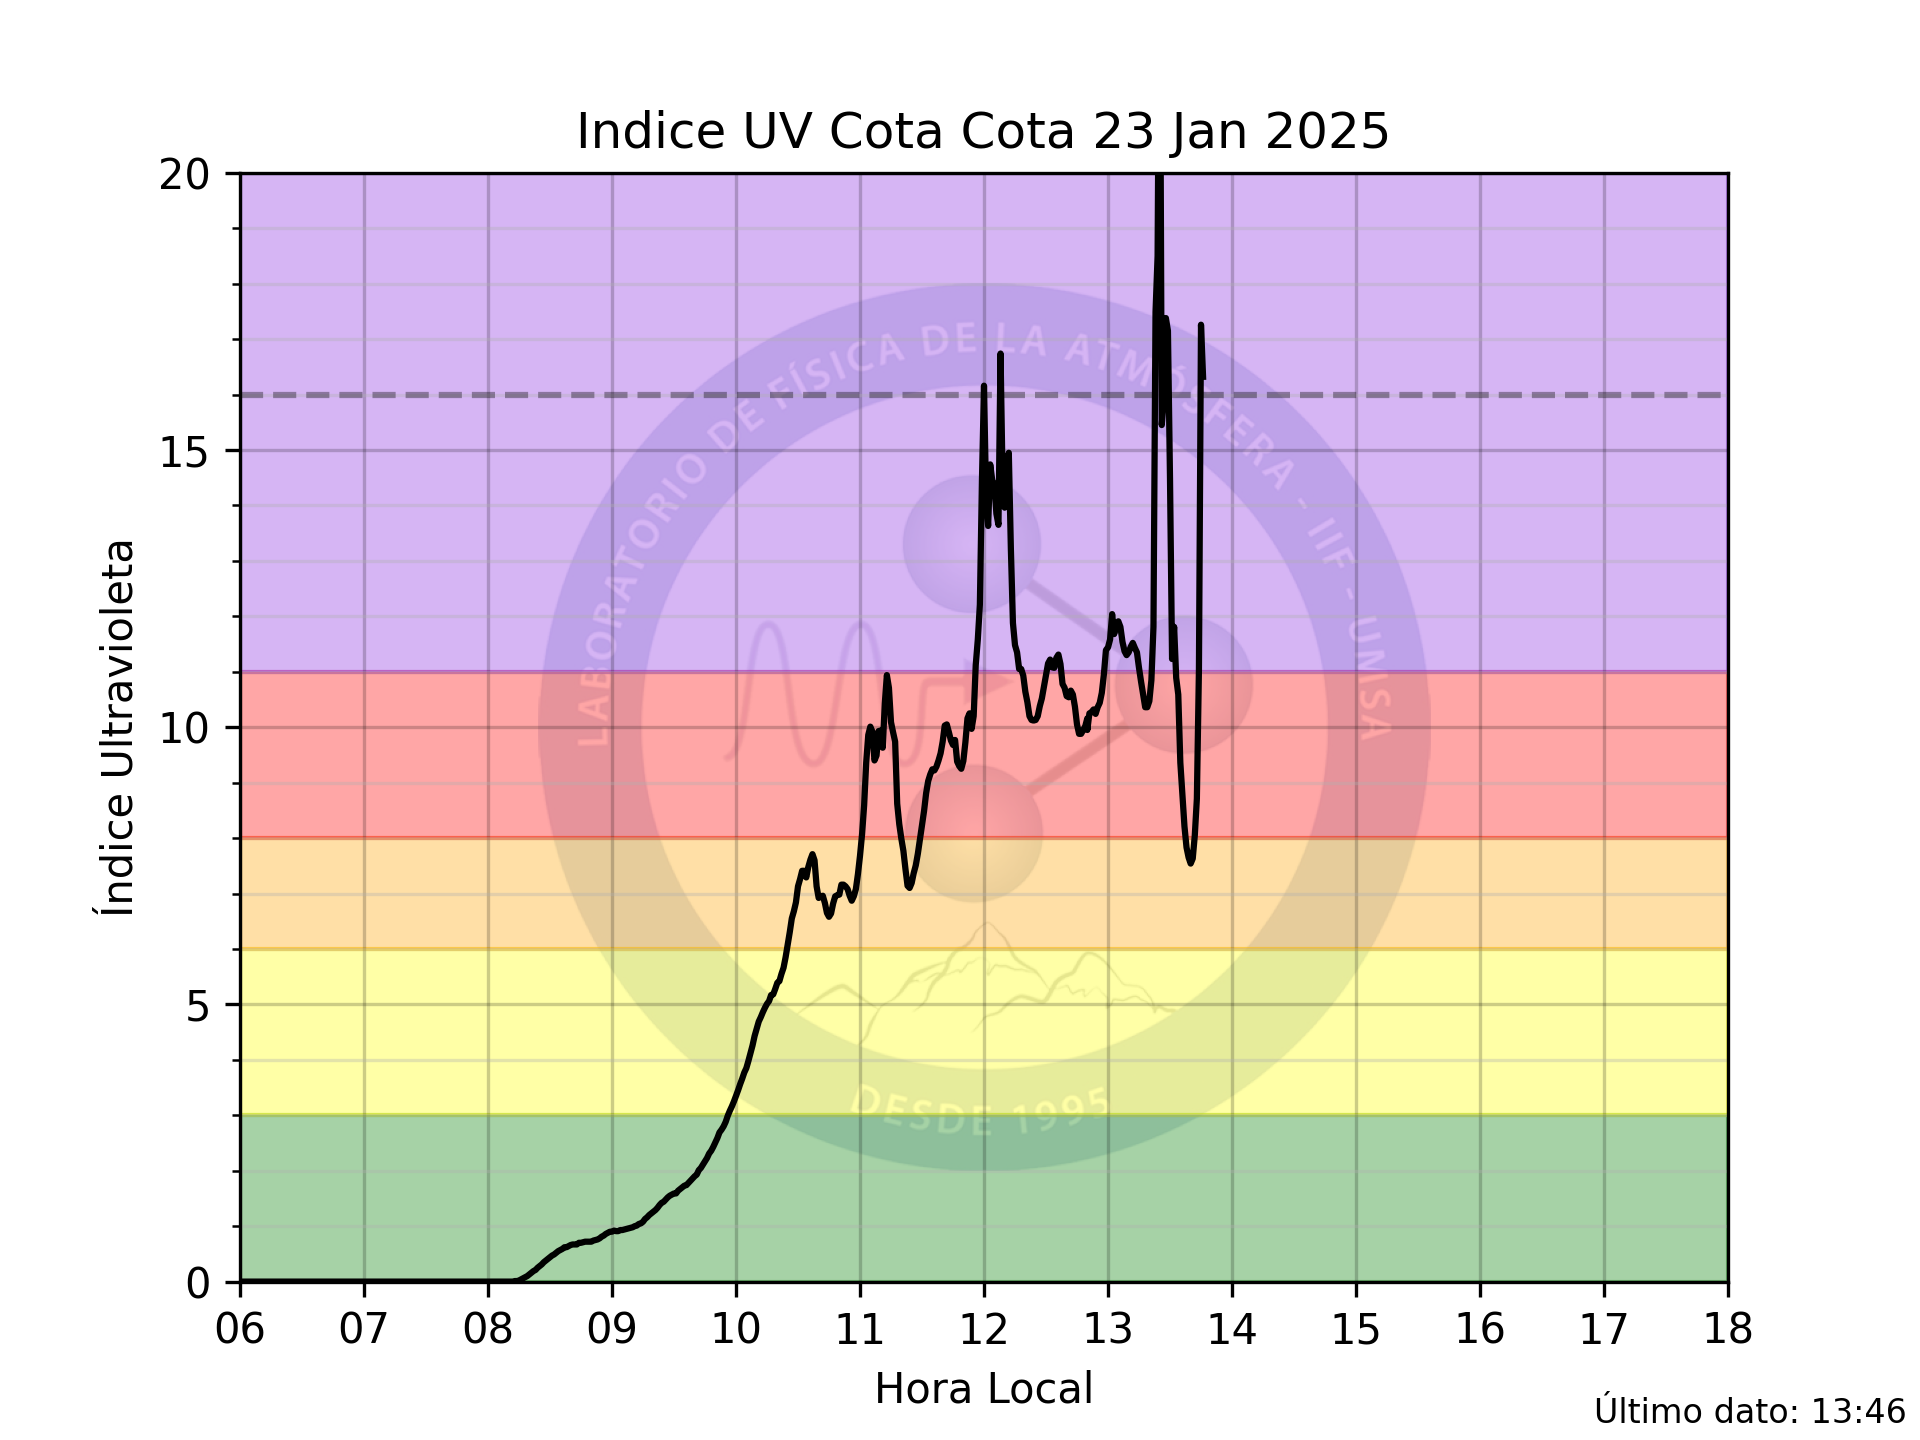 Indice UV Cota Cota 23 Jan 2025
20
15
10
5
0
Índice Ultravioleta
LABORATORIO DE FÍSICA DE LA ATMÓSFERA - IIF - UMSA
DESDE 1995
06 07 08 09 10 11 12 13 14 15 16 17 18
Hora Local
Último dato: 13:46